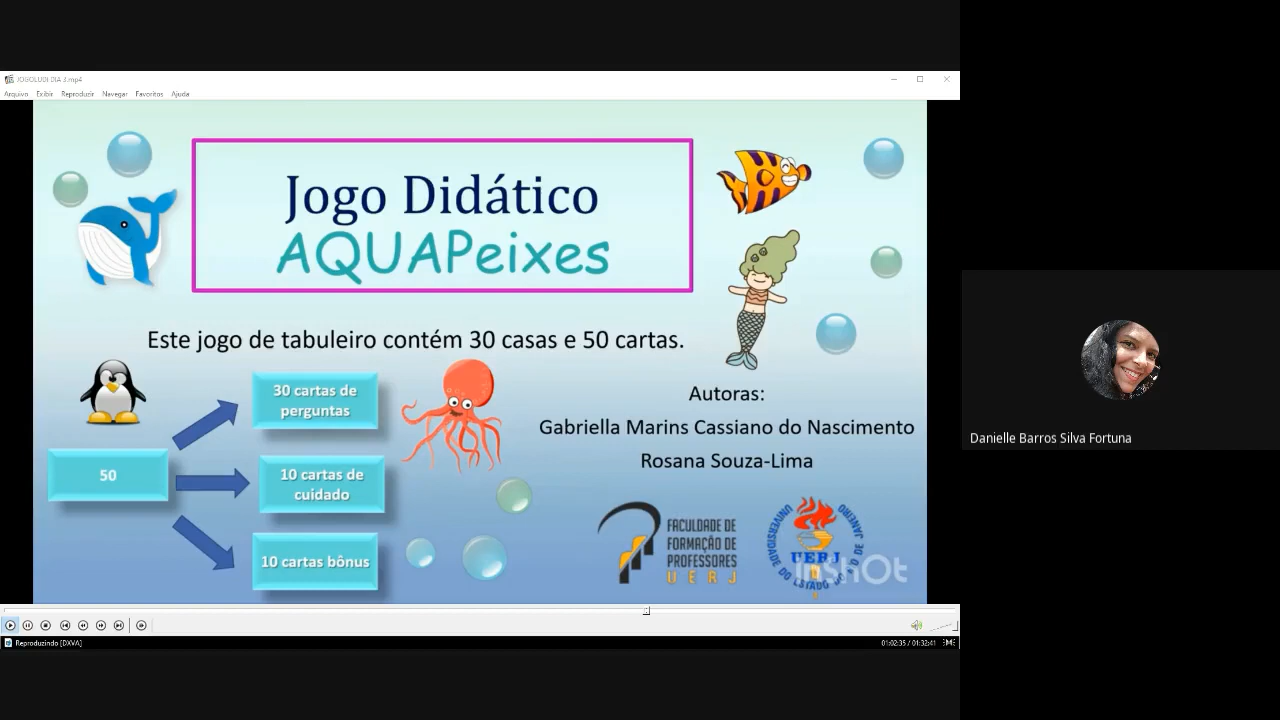 JOGOLUDI DIA 3.mp4
Arquivo Exibir Reproduzir Navegar Favoritos Ajuda
Jogo Didático
AQUAPeixes
Este jogo de tabuleiro contém 30 casas e 50 cartas.
50
30 cartas de
perguntas
10 cartas de
cuidado
10 cartas bônus
Autoras:
Gabriella Marins Cassiano do Nascimento
Rosana Souza-Lima
FACULDADE DE
FORMAÇÃO DE
PROFESSORES
UERJ
UNIVERSIDADE DO ESTADO DO RIO DE JANEIRO
UERJ
InShOt
Danielle Barros Silva Fortuna
Reproduzindo [DXVA]
01:02:35 / 01:32:41